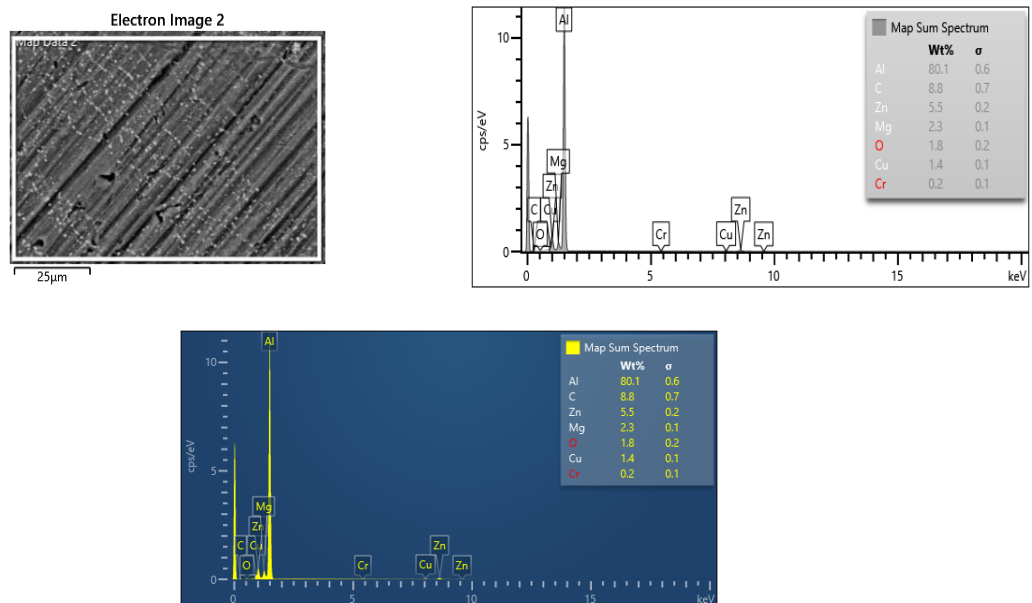 Electron Image 2
Map Data 2
25µm
cps/eV
10
5
0
Al
Mg
Zn
C
Cu
O
Cr
Cu
Zn
Zn
0
5
10
15
keV
Map Sum Spectrum
Wt% σ
Al 80.1 0.6
C 8.8 0.7
Zn 5.5 0.2
Mg 2.3 0.1
O 1.8 0.2
Cu 1.4 0.1
Cr 0.2 0.1
cps/eV
10
5
0
Al
Mg
Zn
C
Cu
O
Cr
Cu
Zn
Zn
0
5
10
15
keV
Map Sum Spectrum
Wt% σ
Al 80.1 0.6
C 8.8 0.7
Zn 5.5 0.2
Mg 2.3 0.1
O 1.8 0.2
Cu 1.4 0.1
Cr 0.2 0.1